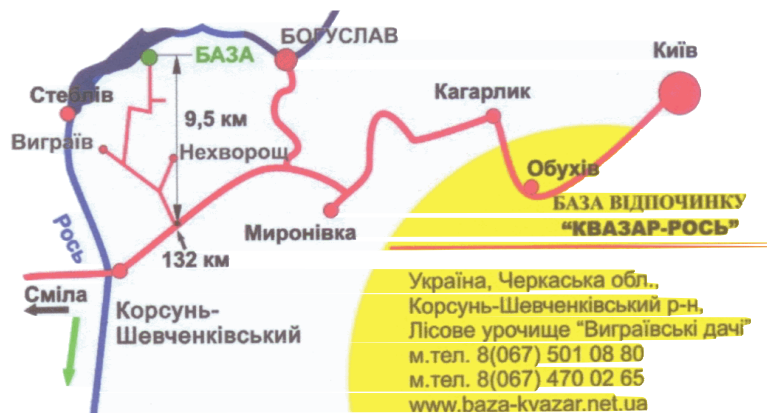 БОГУСЛАВ
БАЗА
Київ
Стеблів
Кагарлик
9,5 км
Виграїв
Нехворощ
Обухів
БАЗА ВІДПОЧИНКУ
"КВАЗАР-РОСЬ"
Рось
Миронівка
132 км
Сміла
Корсунь-
Шевченківський
Україна, Черкаська обл.,
Корсунь-Шевченківський р-н,
Лісове урочище "Виграївські дачі"
м.тел. 8(067) 501 08 80
м.тел. 8(067) 470 02 65
www.baza-kvazar.net.ua